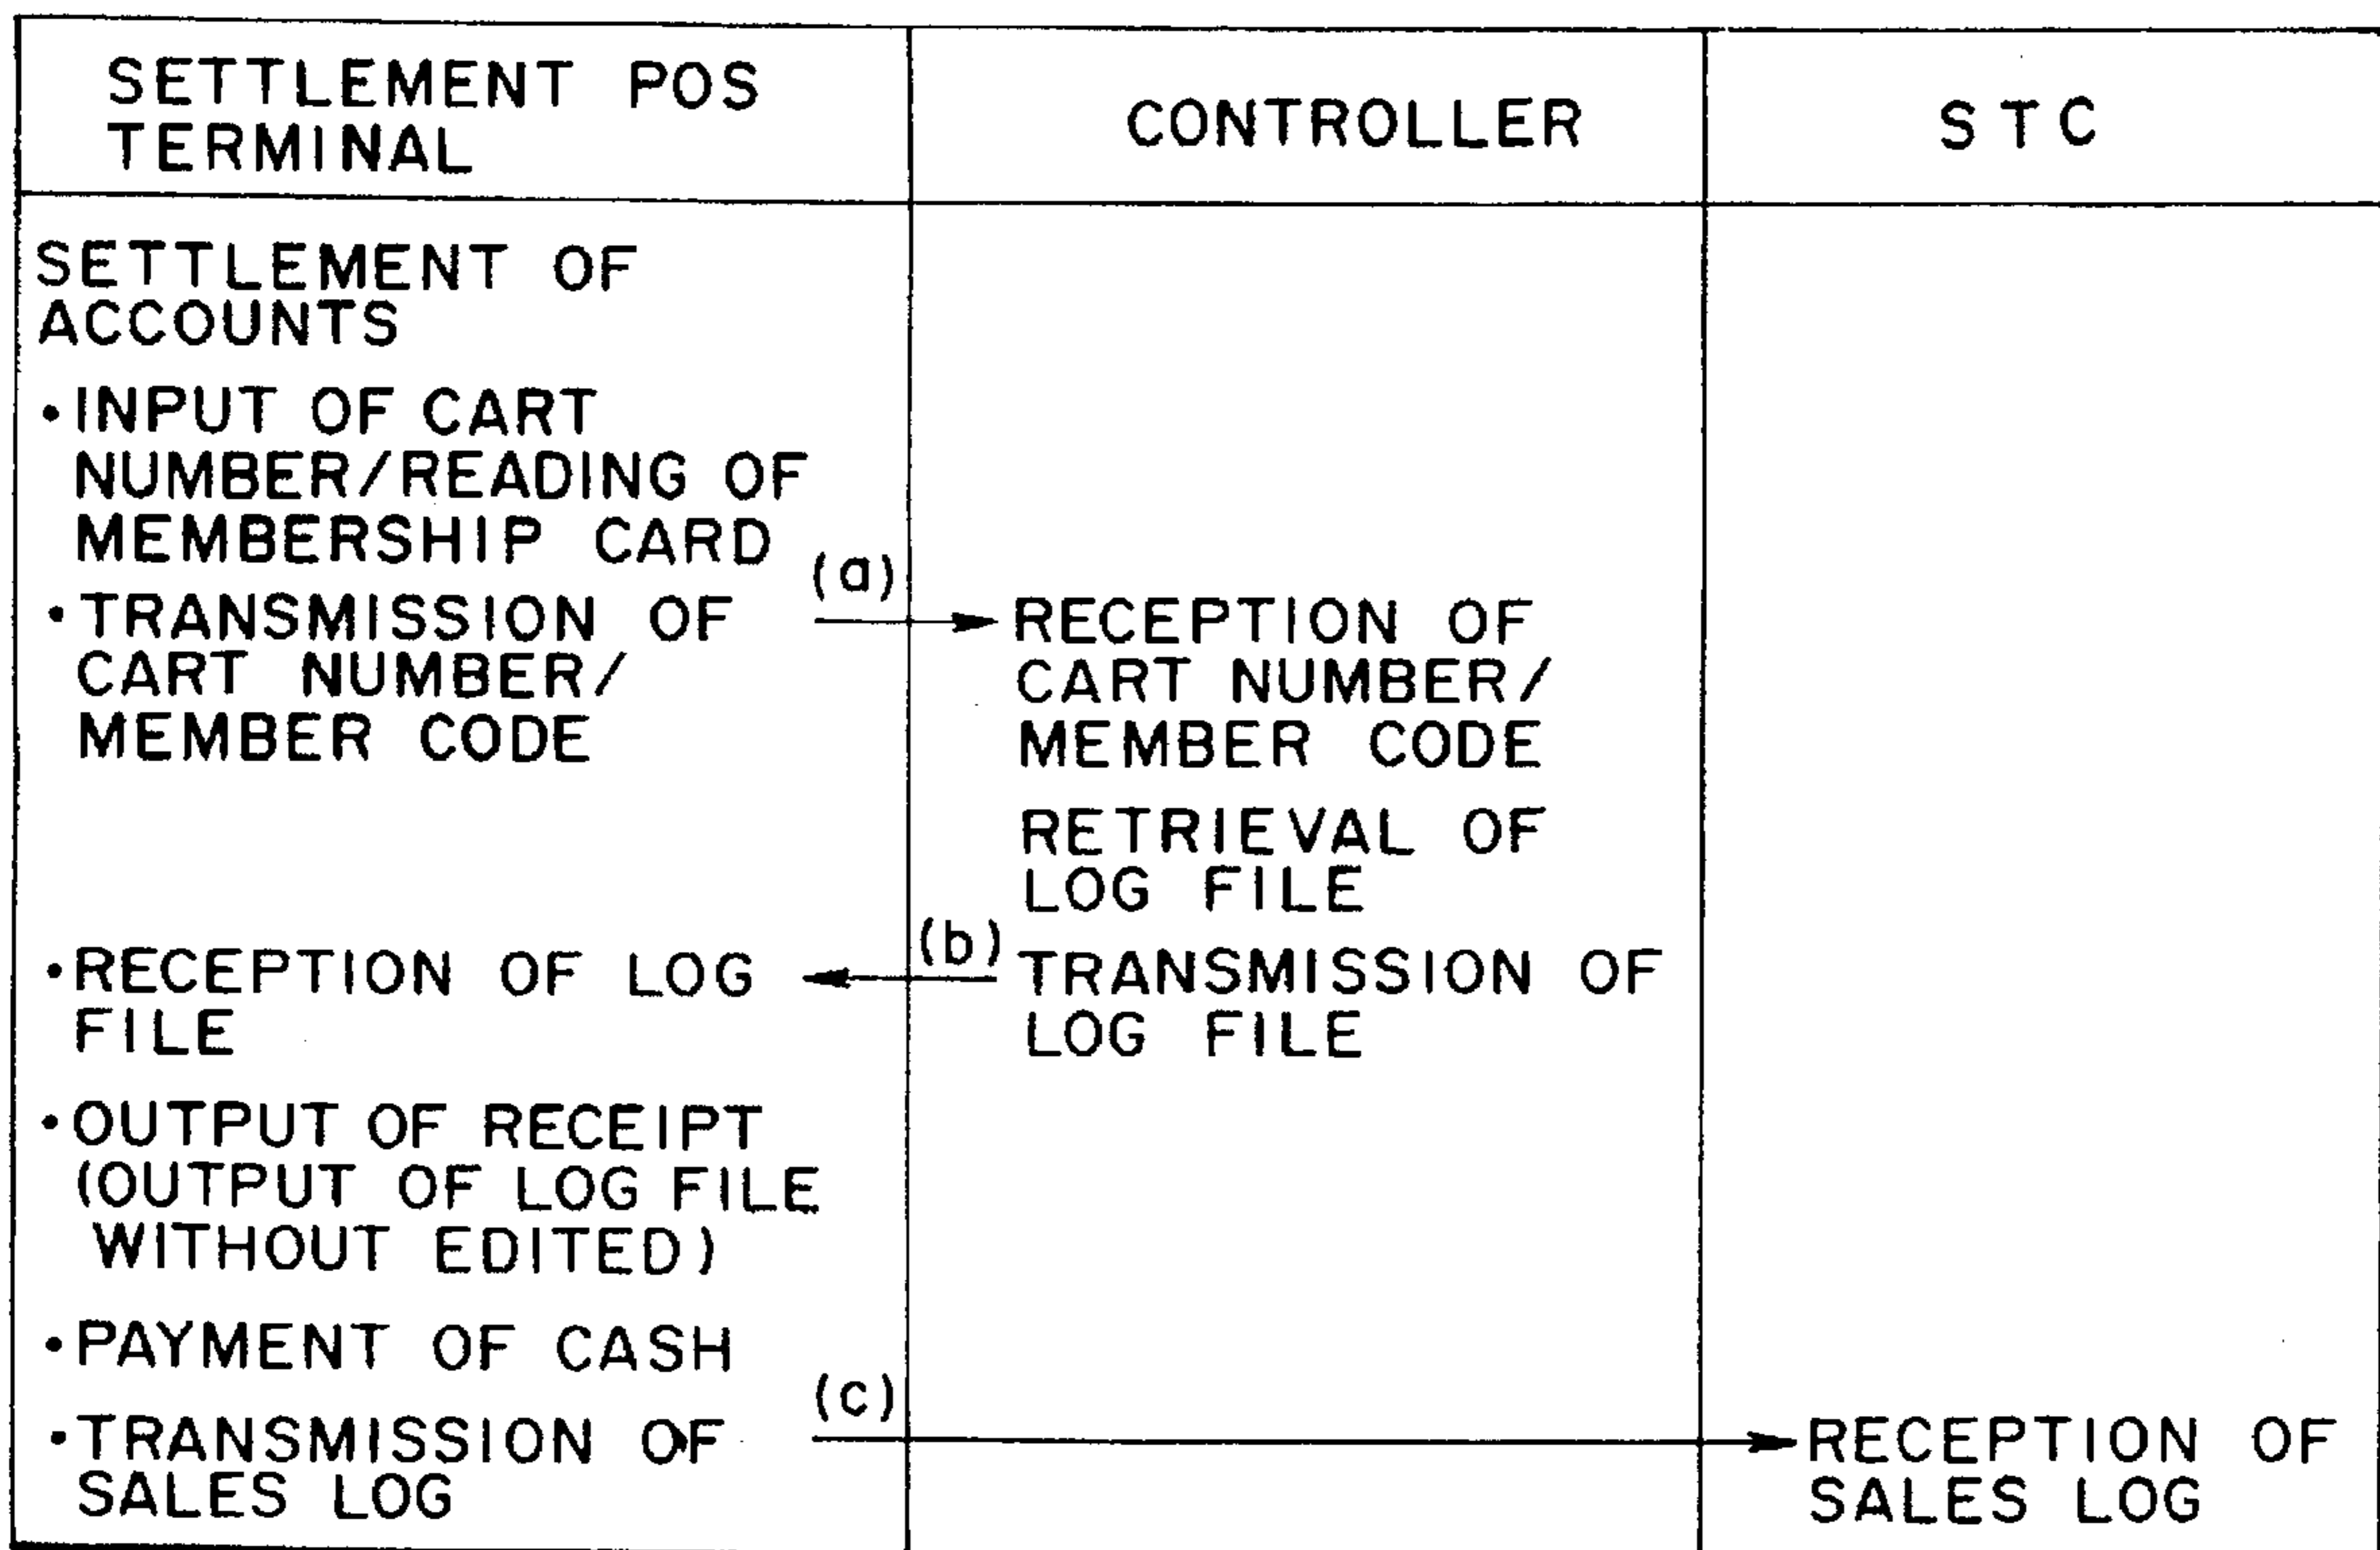 SETTLEMENT POS
TERMINAL
CONTROLLER
STC
SETTLEMENT OF
ACCOUNTS
•INPUT OF CART
NUMBER/READING OF
MEMBERSHIP CARD
•TRANSMISSION OF
CART NUMBER/
MEMBER CODE
(a)
RECEPTION OF
CART NUMBER/
MEMBER CODE
RETRIEVAL OF
LOG FILE
(b)
TRANSMISSION OF
LOG FILE
•RECEPTION OF LOG
FILE
•OUTPUT OF RECEIPT
(OUTPUT OF LOG FILE
WITHOUT EDITED)
•PAYMENT OF CASH
•TRANSMISSION OF
SALES LOG
(c)
RECEPTION OF
SALES LOG